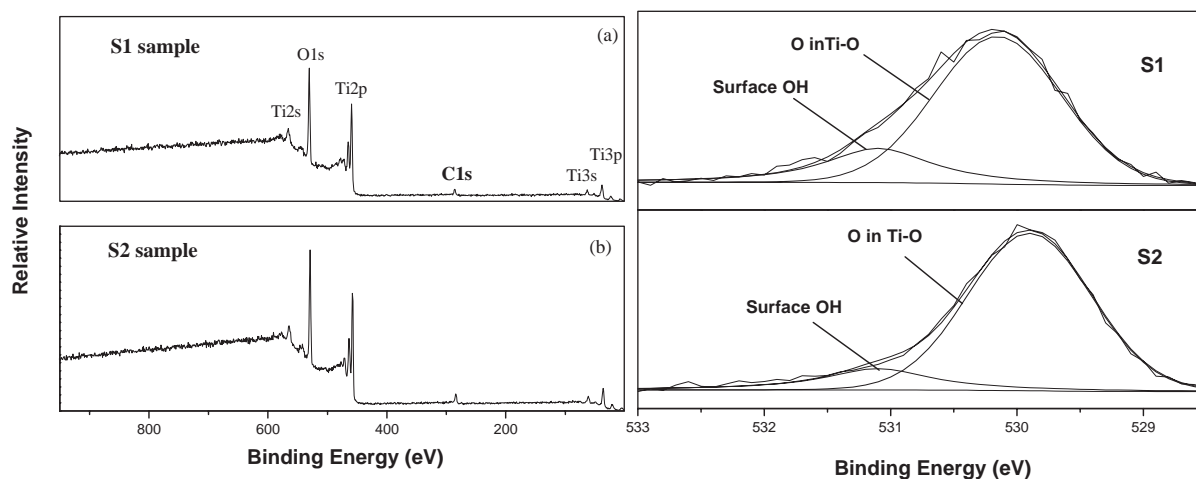 Relative Intensity
S1 sample
(a)
O1s
Ti2s
Ti2p
C1s
Ti3s
Ti3p
S2 sample
(b)
800 600 400 200
Binding Energy (eV)
O inTi-O
S1
Surface OH
O in Ti-O
S2
Surface OH
533 532 531 530 529
Binding Energy (eV)